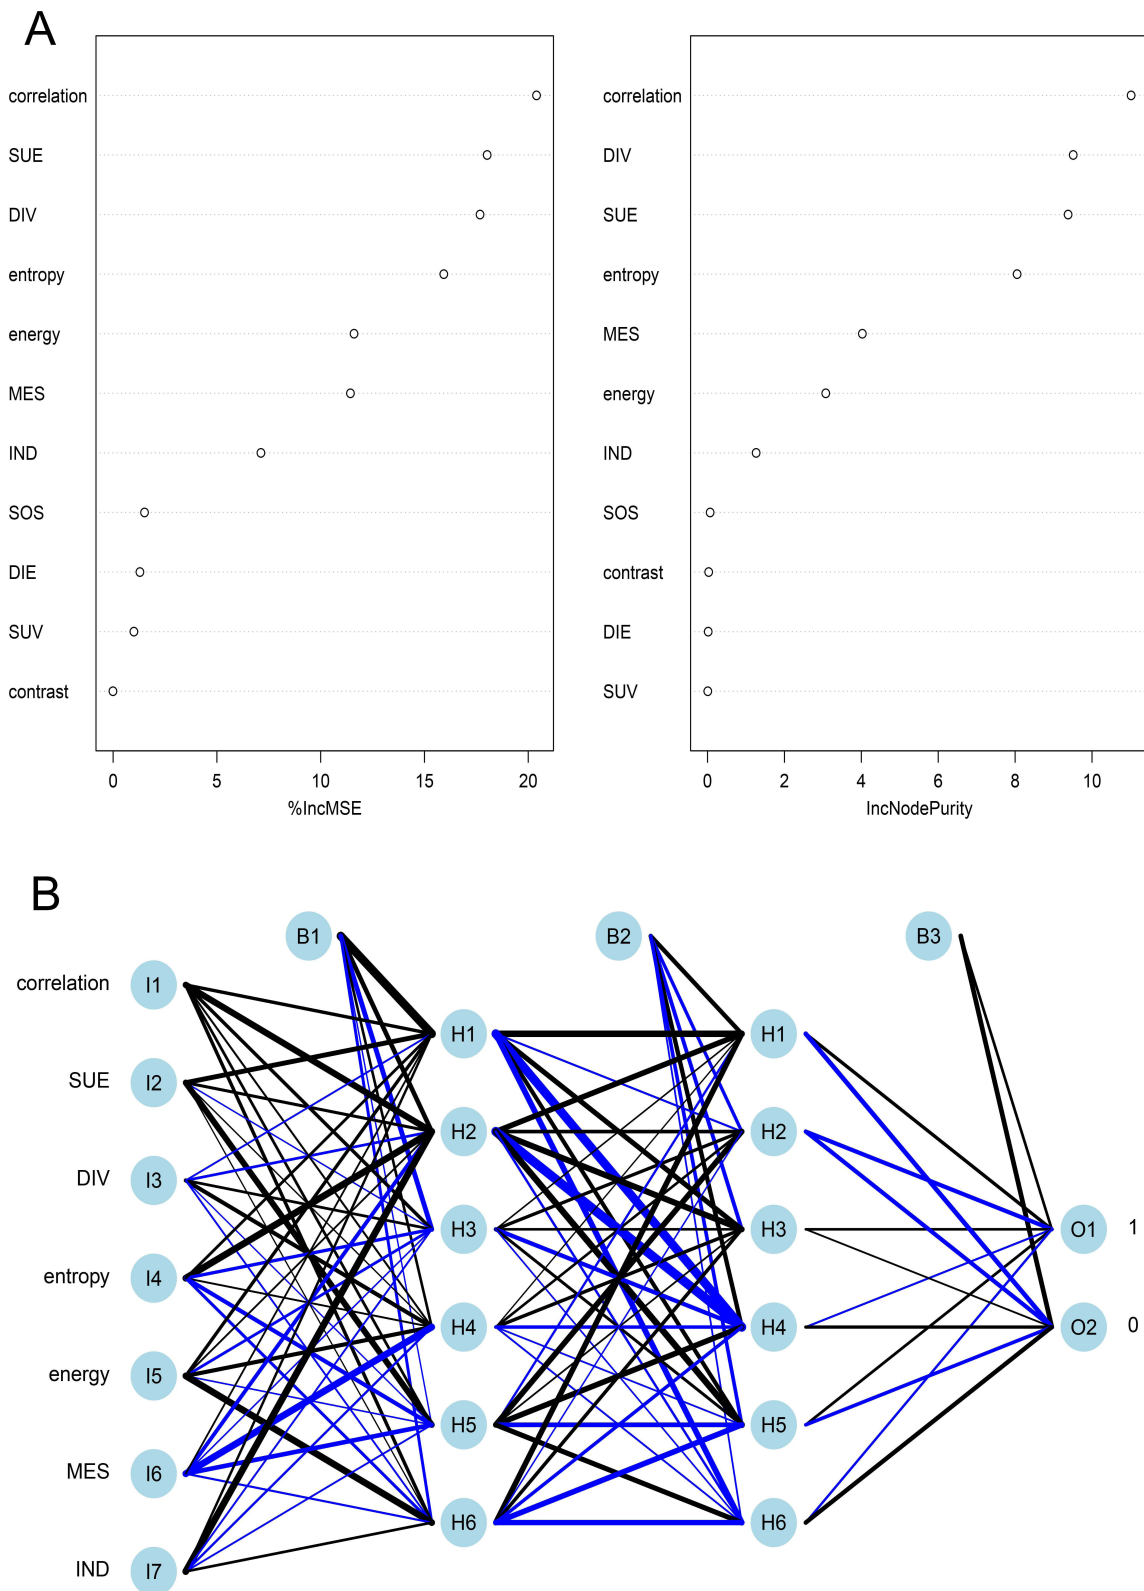 A
correlation
SUE
DIV
entropy
energy
MES
IND
SOS
DIE
SUV
contrast
0 5 10 15 20
%IncMSE
correlation
DIV
SUE
entropy
MES
energy
IND
SOS
contrast
DIE
SUV
0 2 4 6 8 10
IncNodePurity
B
B1 B2 B3
correlation I1
SUE I2
DIV I3
entropy I4
energy I5
MES I6
IND I7
H1
H2
H3
H4
H5
H6
H1
H2
H3
H4
H5
H6
O1 1
O2 0